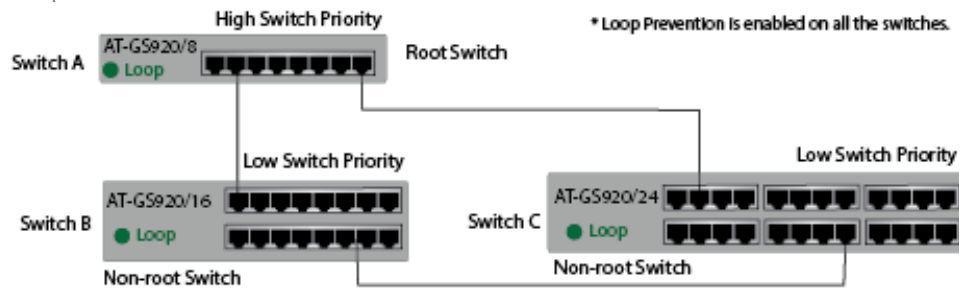 High Switch Priority
* Loop Prevention is enabled on all the switches.
AT-GS920/8
Root Switch
Switch A
Loop
Low Switch Priority
Low Switch Priority
AT-GS920/16
AT-GS920/24
Switch B
Switch C
Loop
Loop
Non-root Switch
Non-root Switch